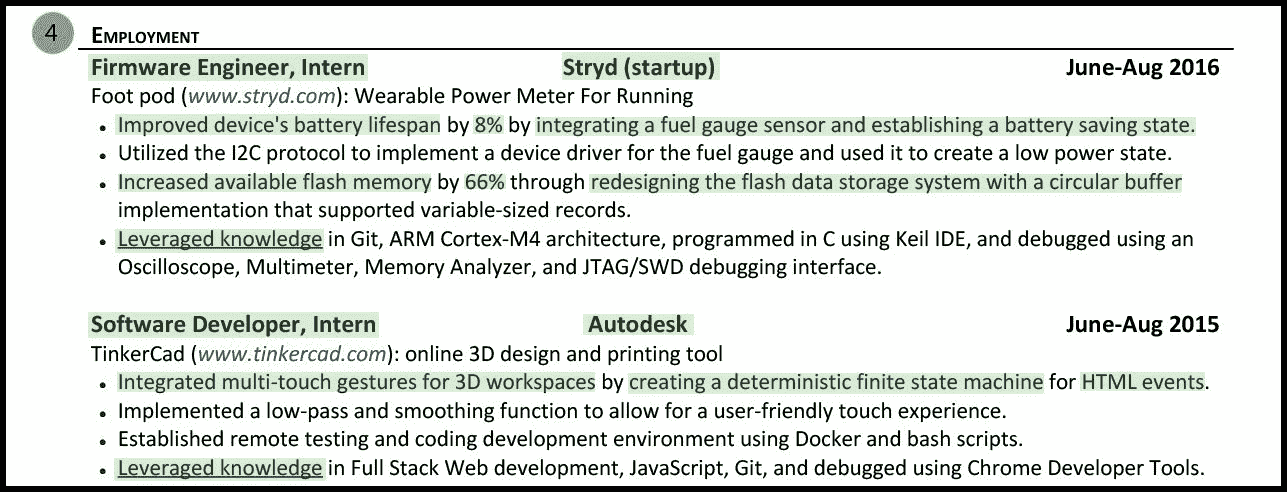 4 EMPLOYMENT
Firmware Engineer, Intern Stryd (startup) June-Aug 2016
Foot pod (www.stryd.com): Wearable Power Meter For Running
• Improved device's battery lifespan by 8% by integrating a fuel gauge sensor and establishing a battery saving state.
• Utilized the I2C protocol to implement a device driver for the fuel gauge and used it to create a low power state.
• Increased available flash memory by 66% through redesigning the flash data storage system with a circular buffer
implementation that supported variable-sized records.
• Leveraged knowledge in Git, ARM Cortex-M4 architecture, programmed in C using Keil IDE, and debugged using an
Oscilloscope, Multimeter, Memory Analyzer, and JTAG/SWD debugging interface.
Software Developer, Intern Autodesk June-Aug 2015
TinkerCad (www.tinkercad.com): online 3D design and printing tool
• Integrated multi-touch gestures for 3D workspaces by creating a deterministic finite state machine for HTML events.
• Implemented a low-pass and smoothing function to allow for a user-friendly touch experience.
• Established remote testing and coding development environment using Docker and bash scripts.
• Leveraged knowledge in Full Stack Web development, JavaScript, Git, and debugged using Chrome Developer Tools.